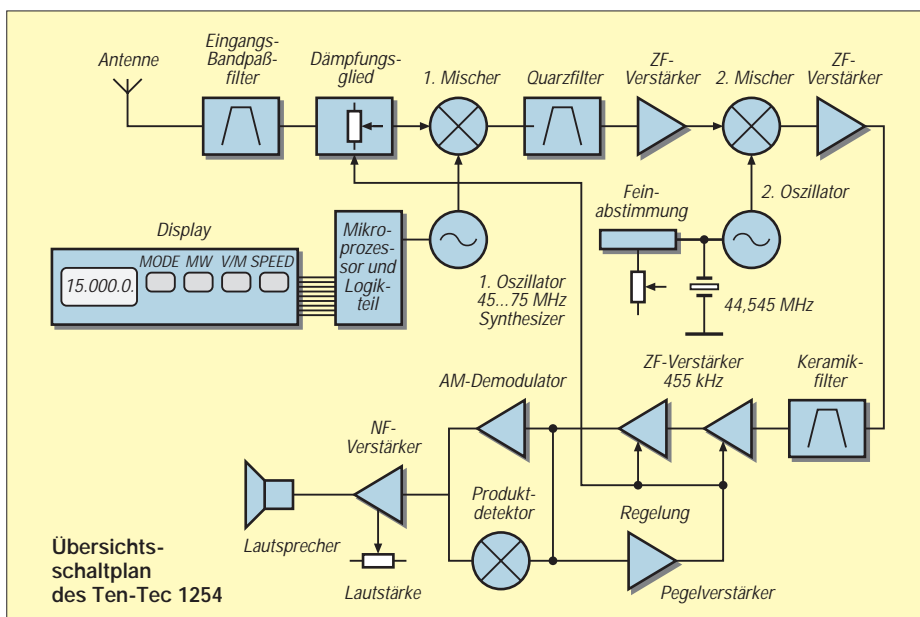 Antenne
Eingangs-
Bandpaß-
filter
Dämpfungs-
glied
1. Mischer
Quarzfilter
ZF-
Verstärker
2. Mischer
ZF-
Verstärker
Display
MODE MW V/M SPEED
15.000.0.
Mikro-
prozes-
sor und
Logik-
teil
1. Oszillator
45...75 MHz
Synthesizer
Fein-
abstimmung
2. Oszillator
44,545 MHz
AM-Demodulator
ZF-Verstärker
455 kHz
Keramik-
filter
NF-
Verstärker
Produkt-
detektor
Regelung
Lautsprecher
Lautstärke
Pegelverstärker
Übersichts-
schaltplan
des Ten-Tec 1254